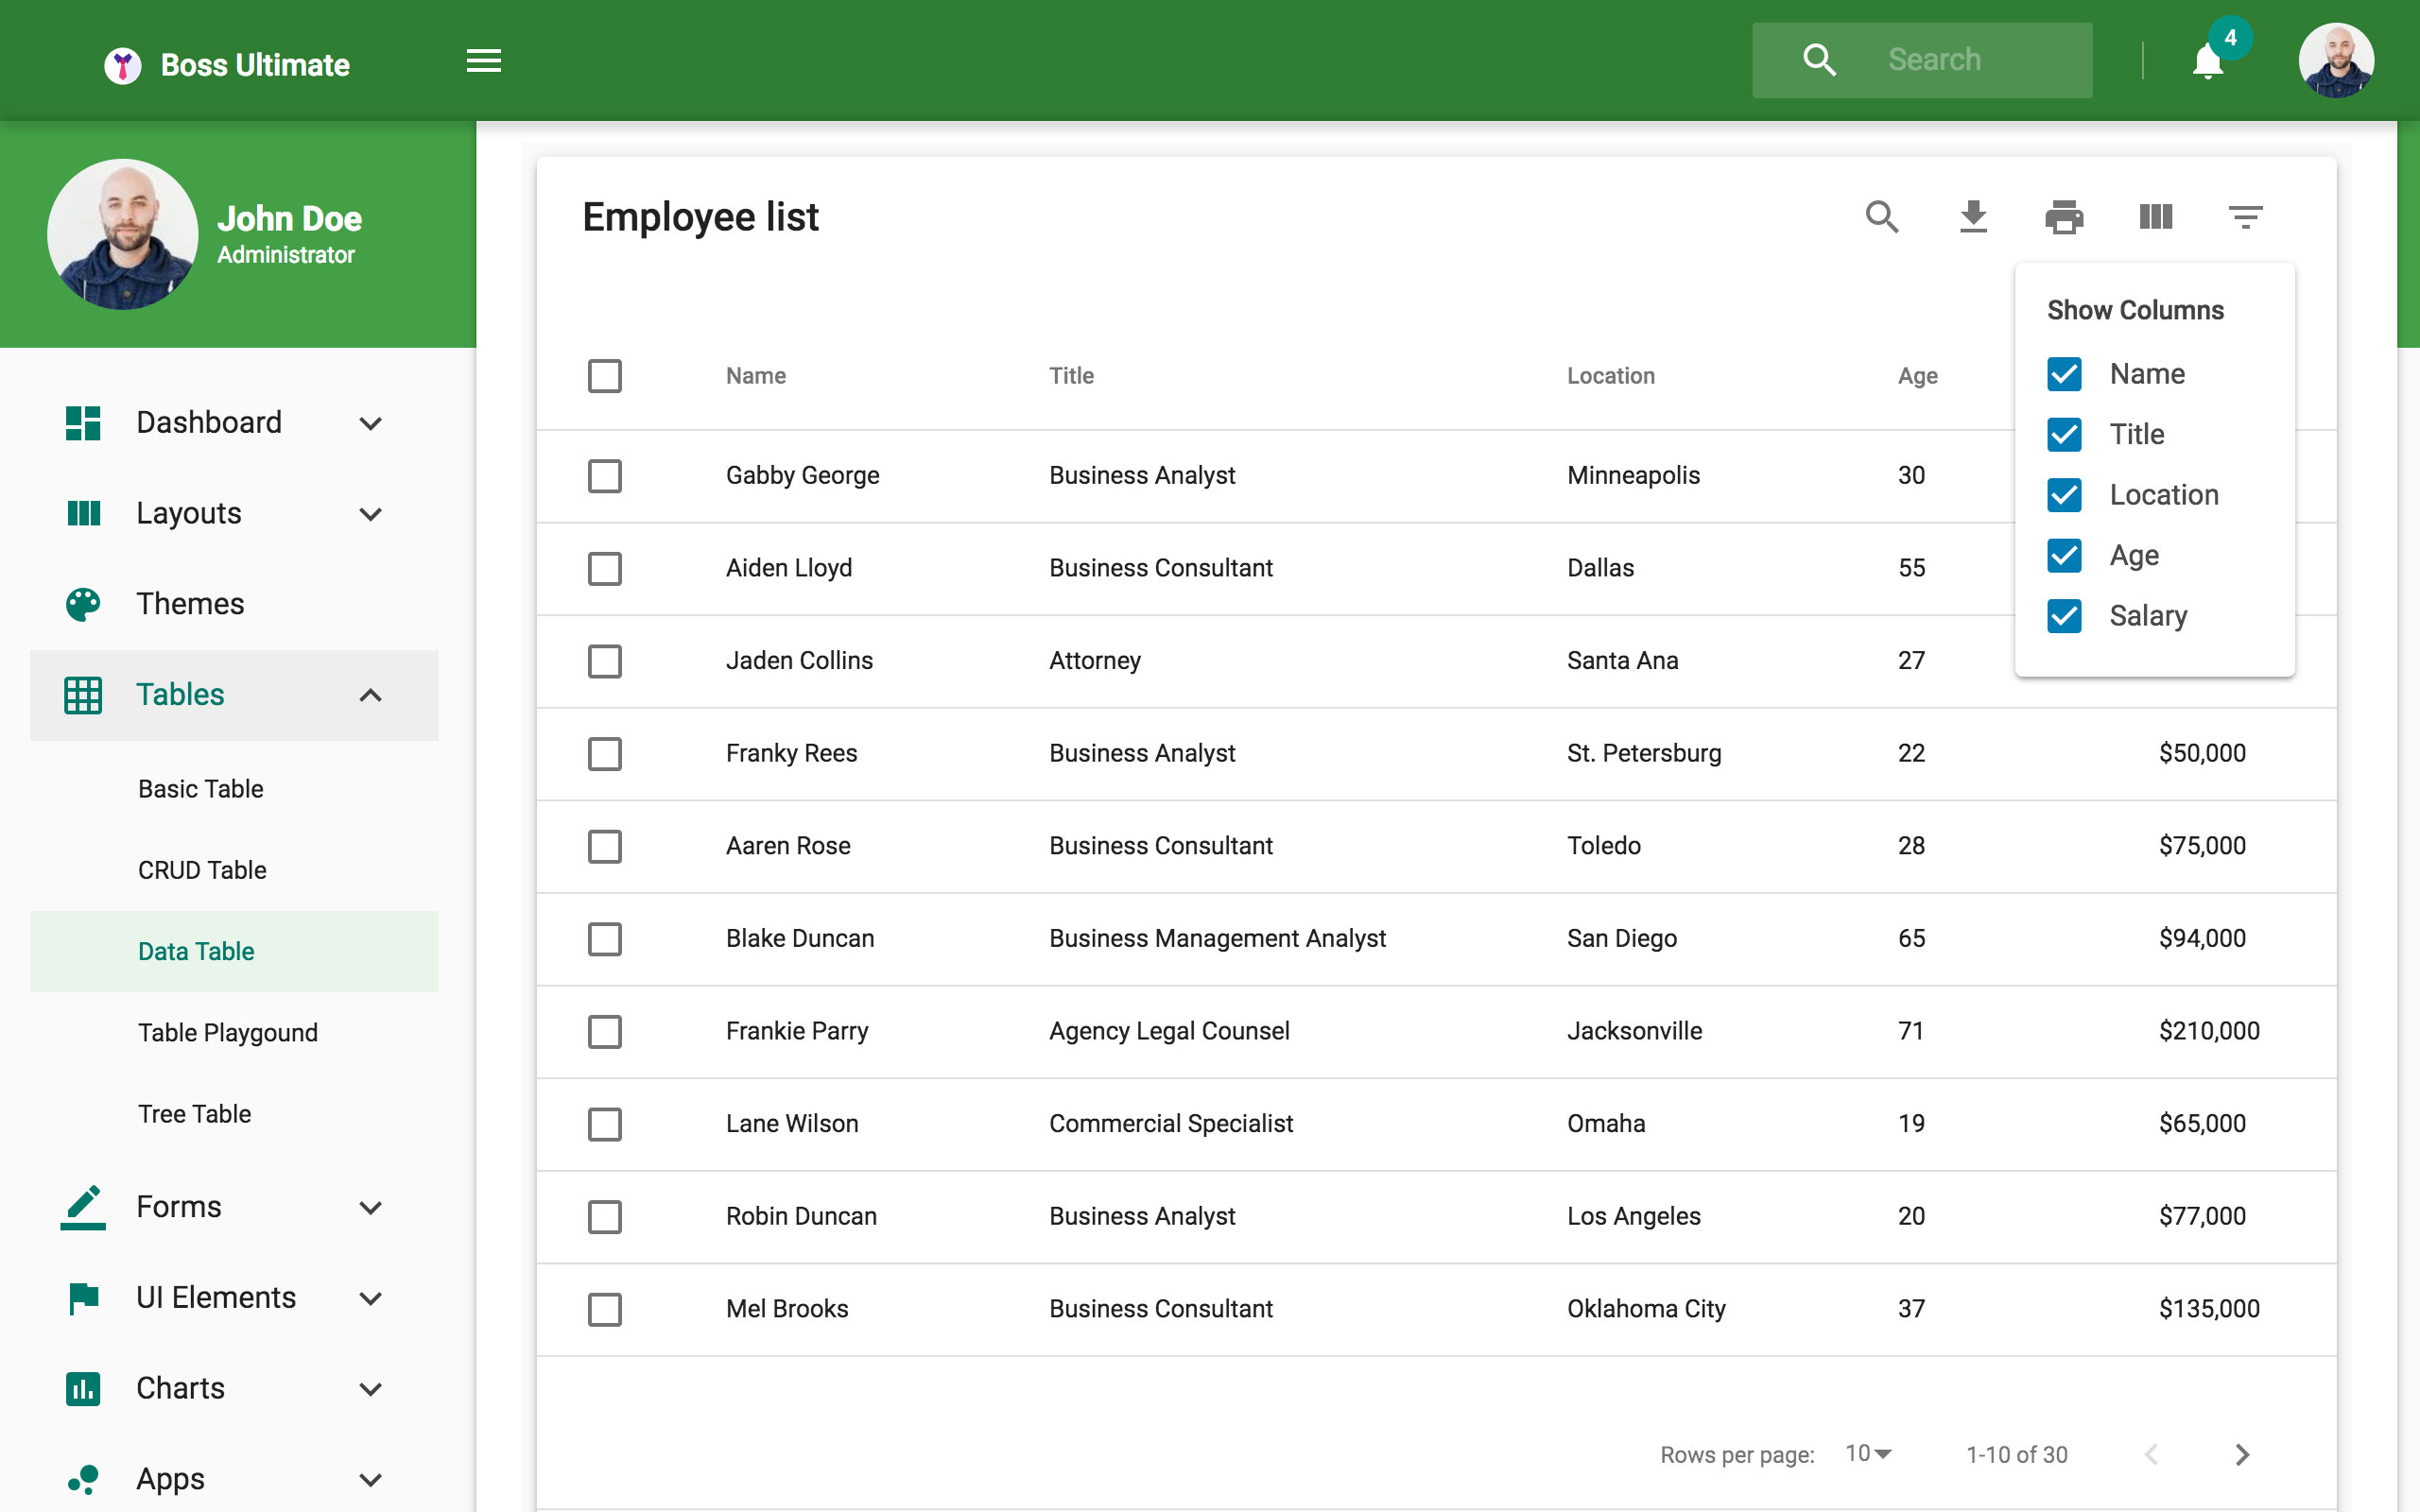 Boss Ultimate
Search
4
John Doe
Administrator
Dashboard
Layouts
Themes
Tables
Basic Table
CRUD Table
Data Table
Table Playgound
Tree Table
Forms
UI Elements
Charts
Apps
Employee list
Show Columns
Name
Title
Location
Age
Salary
Name Title Location Age
Gabby George Business Analyst Minneapolis 30
Aiden Lloyd Business Consultant Dallas 55
Jaden Collins Attorney Santa Ana 27
Franky Rees Business Analyst St. Petersburg 22 $50,000
Aaren Rose Business Consultant Toledo 28 $75,000
Blake Duncan Business Management Analyst San Diego 65 $94,000
Frankie Parry Agency Legal Counsel Jacksonville 71 $210,000
Lane Wilson Commercial Specialist Omaha 19 $65,000
Robin Duncan Business Analyst Los Angeles 20 $77,000
Mel Brooks Business Consultant Oklahoma City 37 $135,000
Rows per page: 10 1-10 of 30